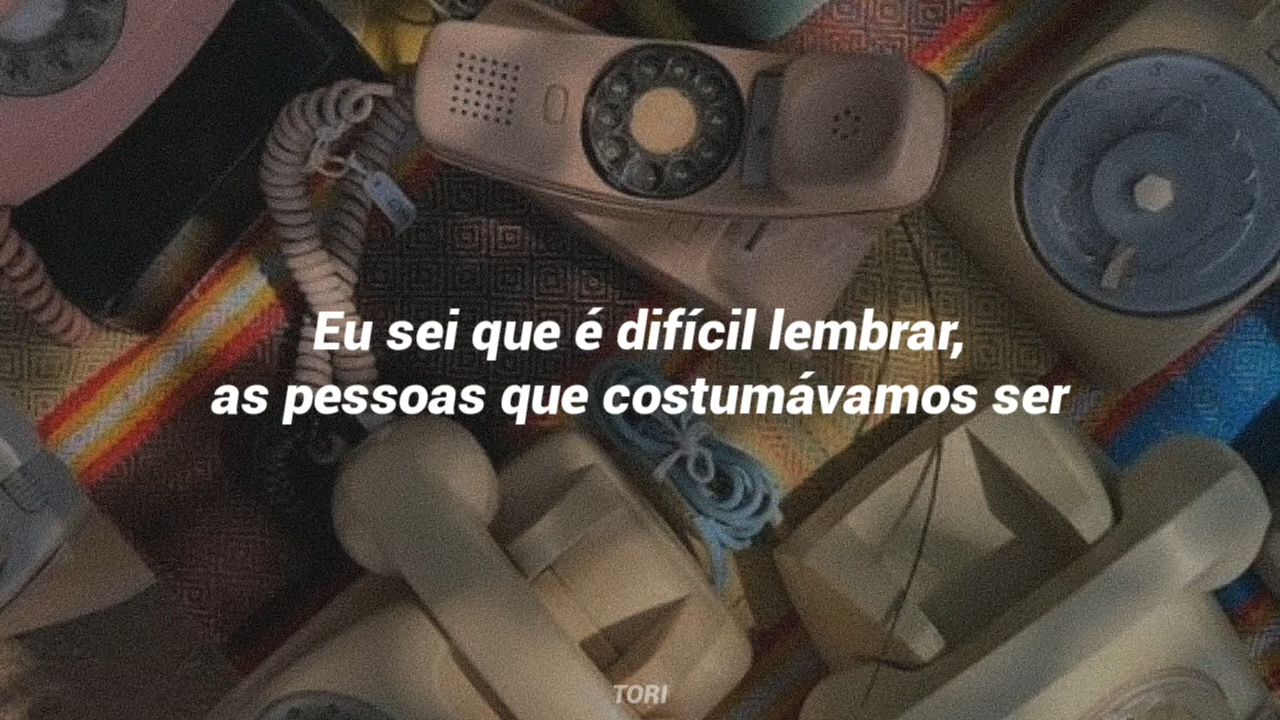 Eu sei que é difícil lembrar,
as pessoas que costumávamos ser
TORI